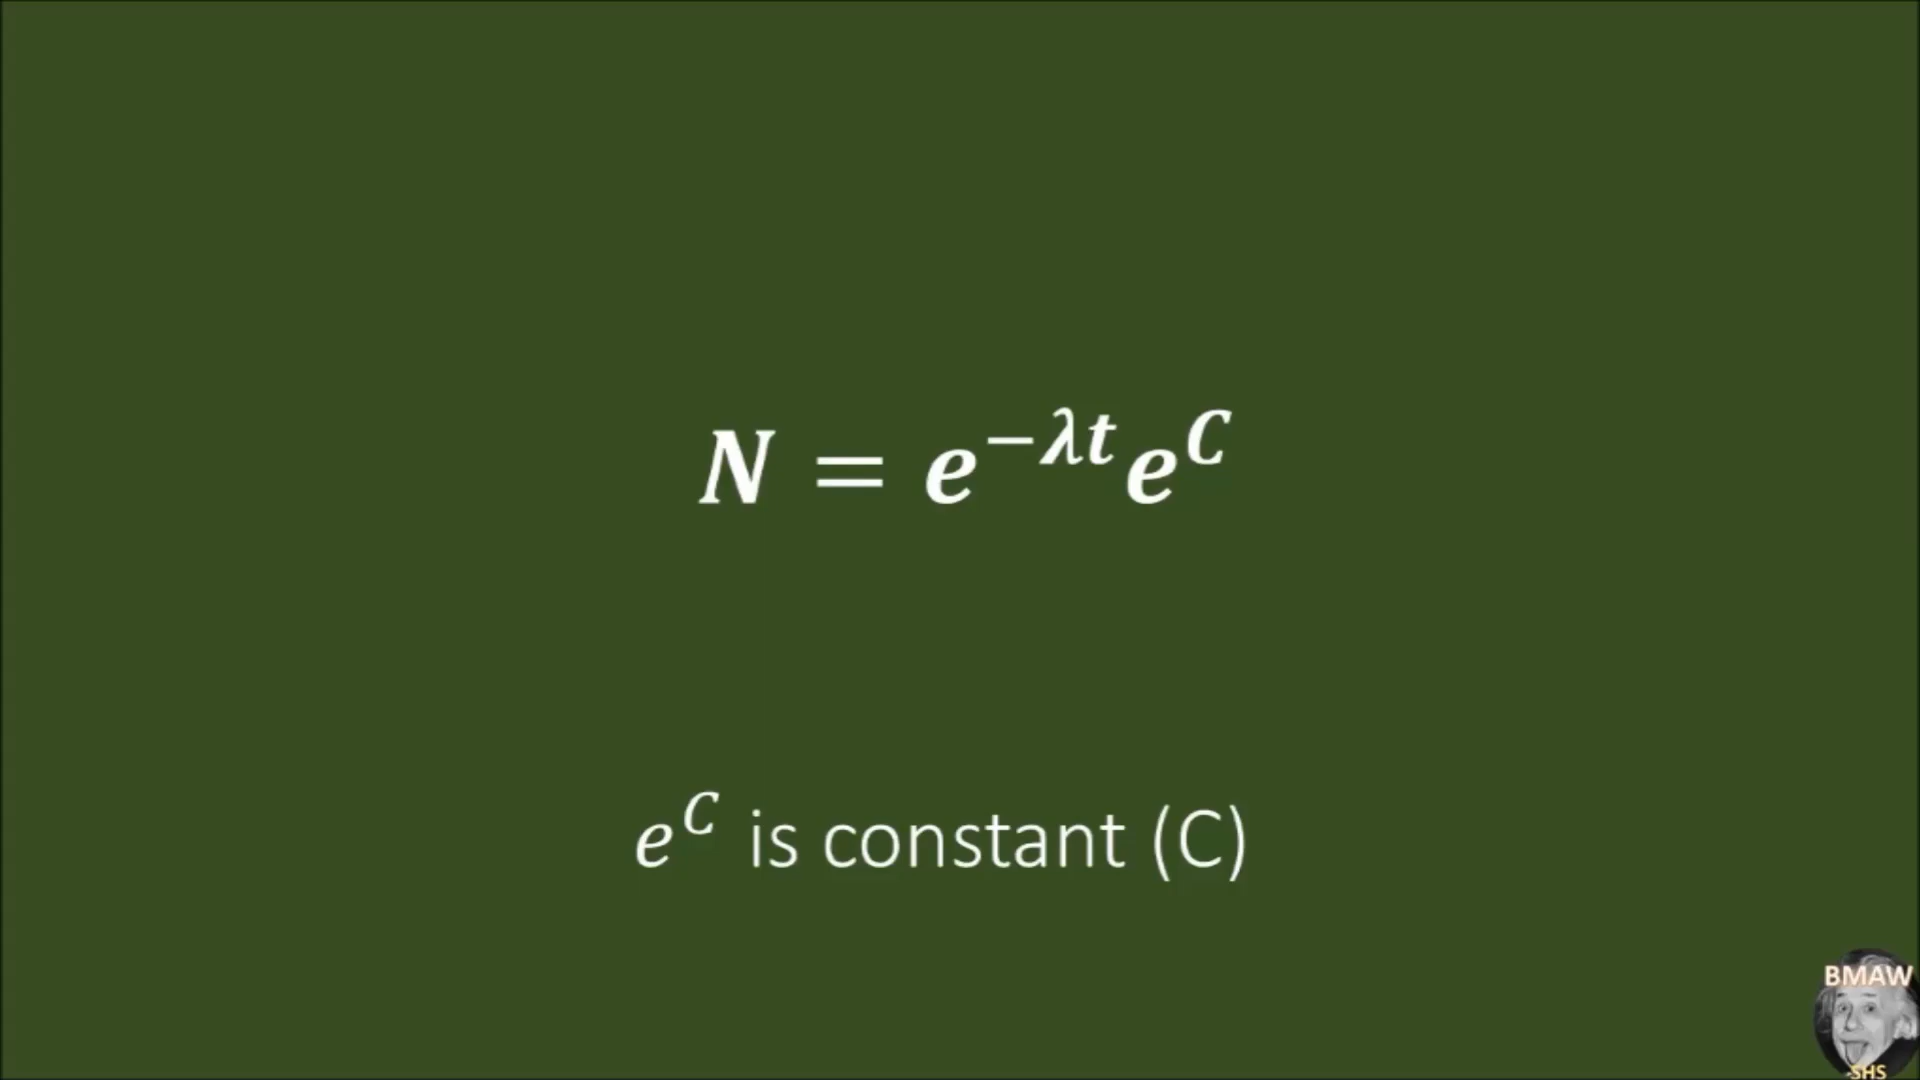 N = e^{-λt}e^{C}
e^{C} is constant (C)
BMAW
SHS